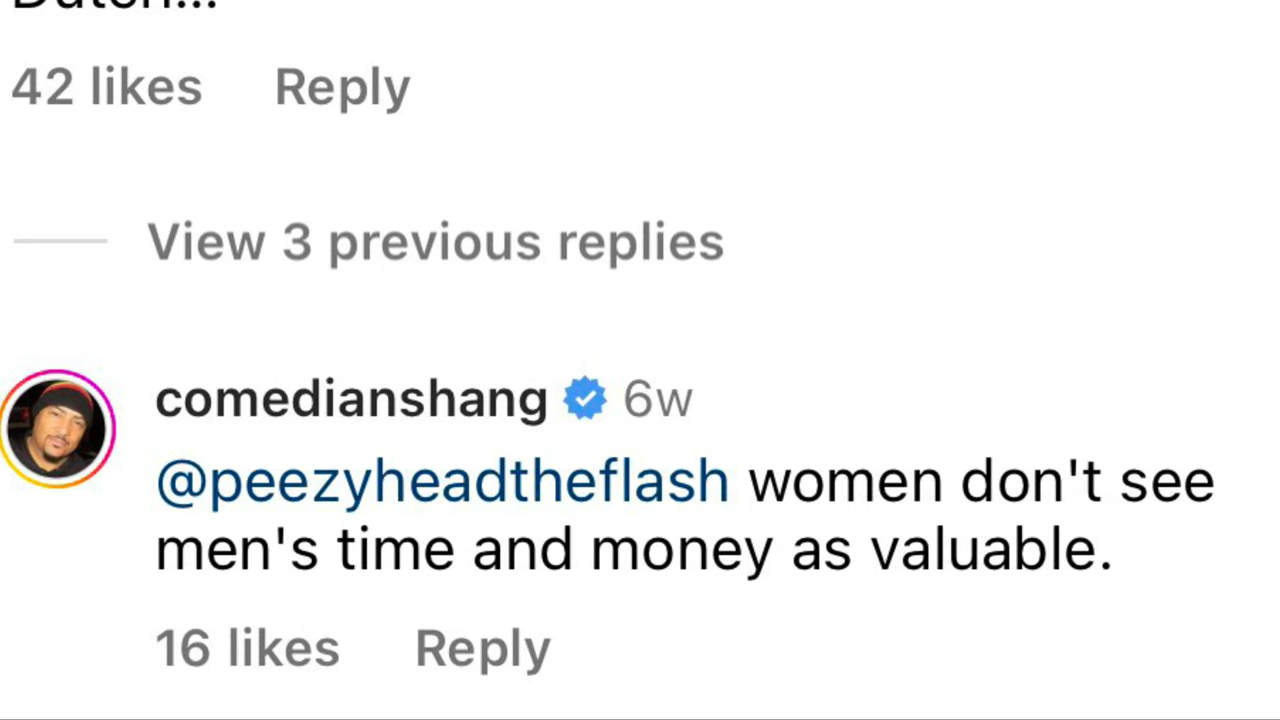 Dutch...
42 likes Reply
View 3 previous replies
comedianshang 6w
@peezyheadtheflash women don't see
men's time and money as valuable.
16 likes Reply